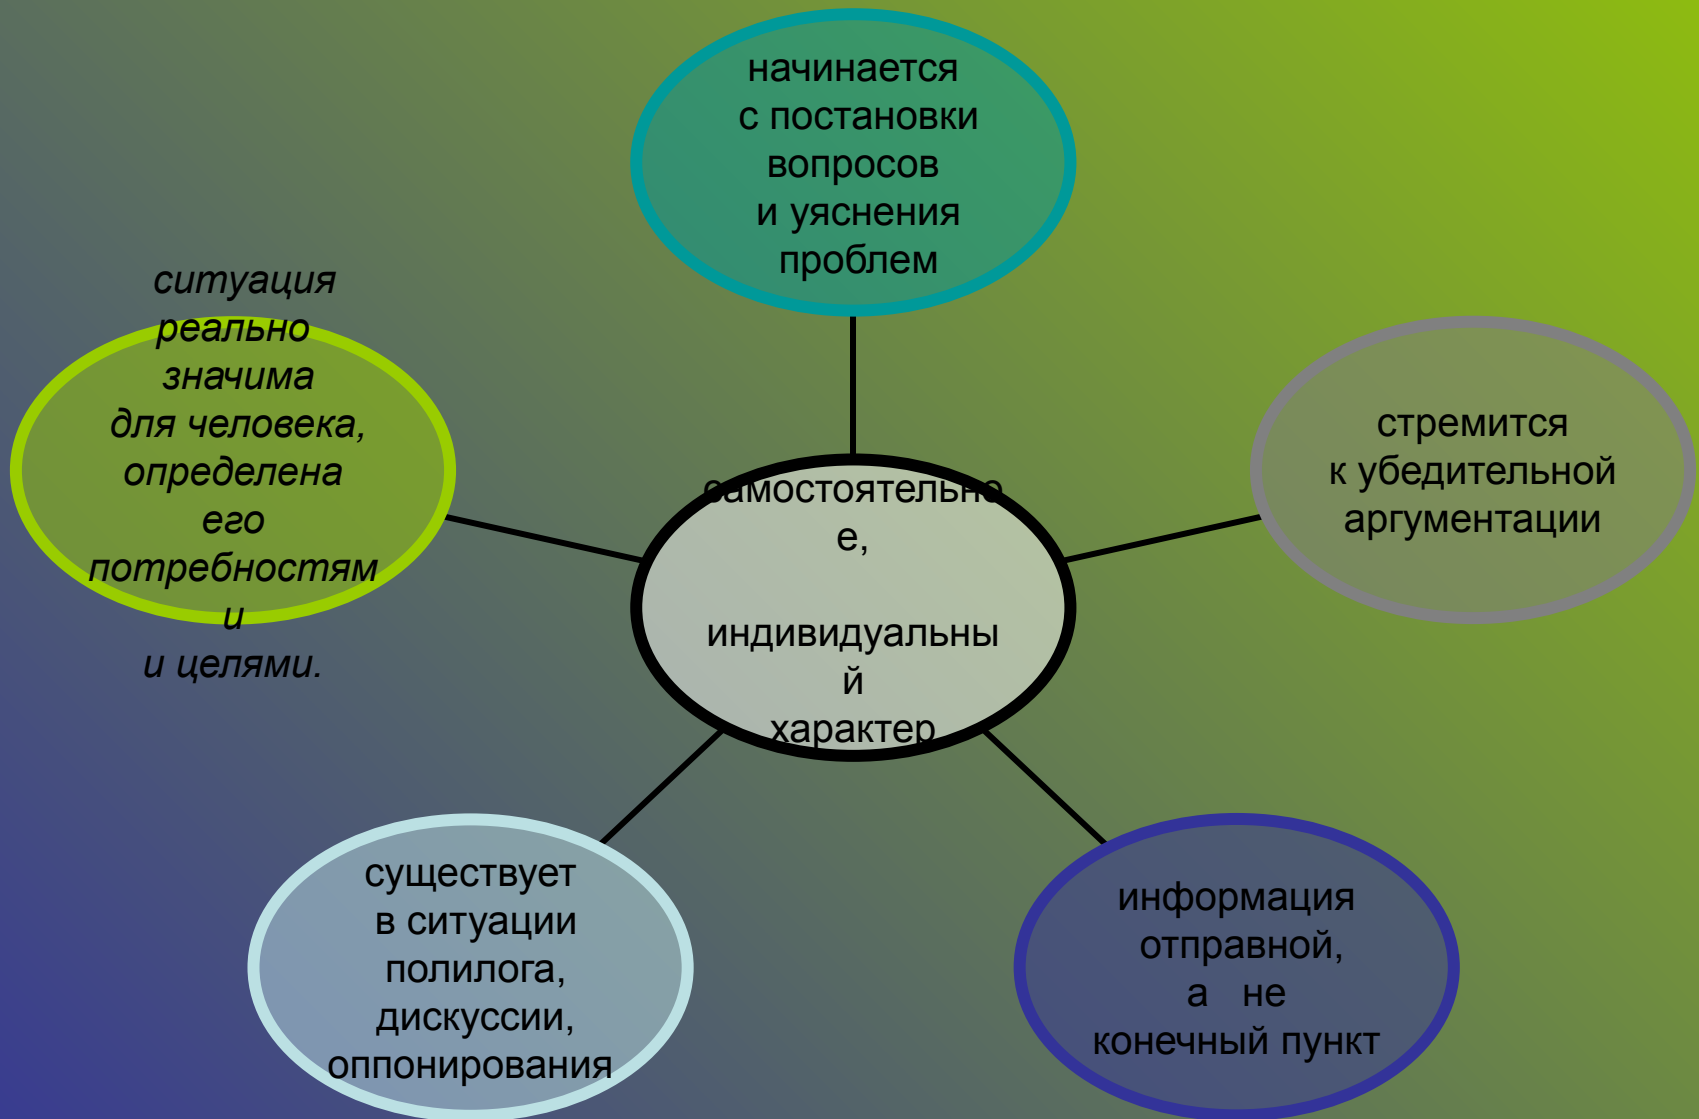 начинается
с постановки
вопросов
и уяснения
проблем
ситуация
реально
значима
для человека,
определена
его
потребностям
и
и целями.
самостоятельно
е,
индивидуальны
й
характер
стремится
к убедительной
аргументации
существует
в ситуации
полилога,
дискуссии,
оппонирования
информация
отправной,
а не
конечный пункт